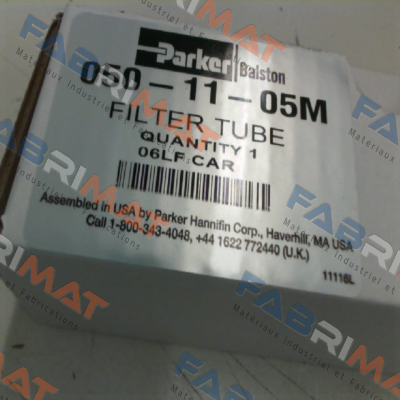 Parker Balston
050-11-05M
FILTER TUBE
QUANTITY 1
06LF CAR
Assembled in USA by Parker Hannifin Corp., Haverhill, MA USA
Call 1-800-343-4048, +44 1622 772440 (U.K.)
11116L
FABRIMAT
Matériaux Industriel et Fabrications